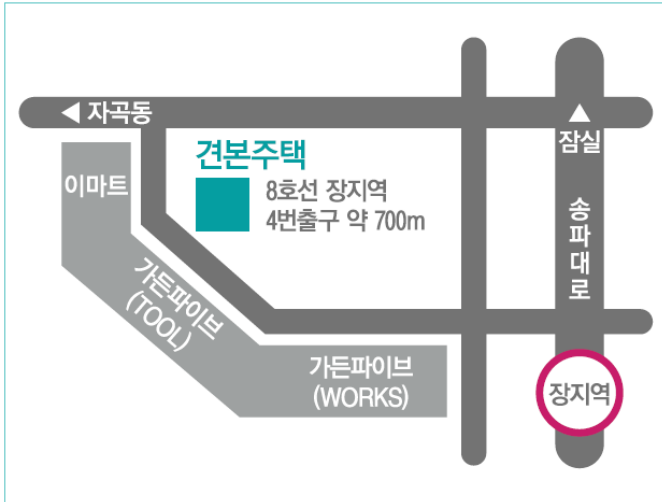 ◀ 자곡동
▲
잠실
견본주택
8호선 장지역
4번출구 약 700m
이마트
송파대로
가든파이브
(TOOL)
가든파이브
(WORKS)
장지역